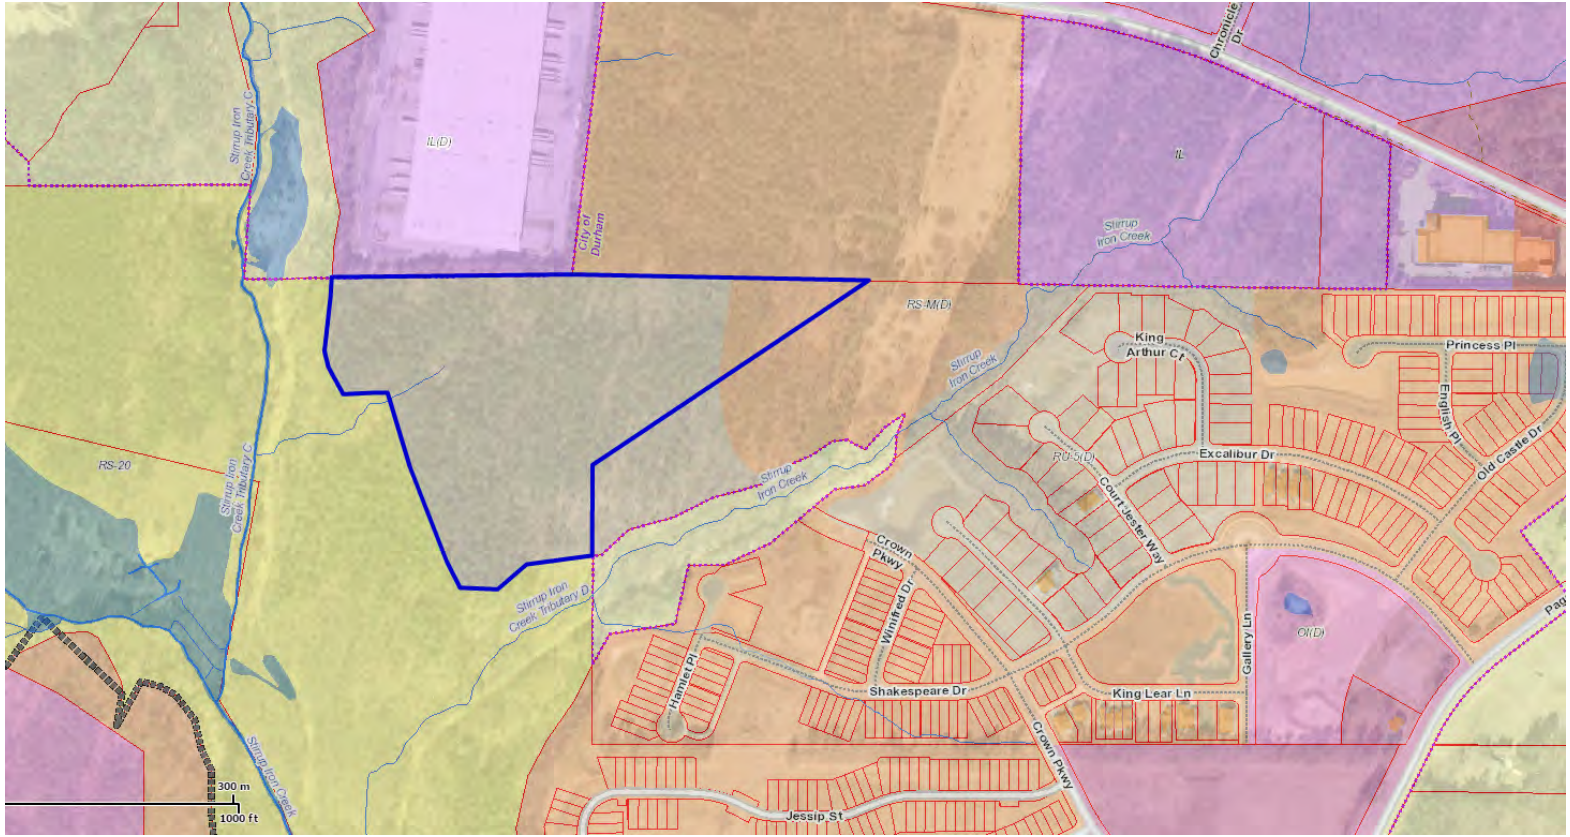 Chronicle
Dr
Stirrup Iron
Creek Tributary C
IL(D)
IL
City of
Durham
Stirrup
Iron Creek
RS-M(D)
King
Arthur Ct
Princess Pl
Stirrup
Iron Creek
English Pl
Old Castle Dr
Excalibur Dr
RU-5(D)
RS-20
Stirrup Iron
Creek Tributary C
Stirrup
Iron Creek
Court Jester Way
Crown
Pkwy
Stirrup Iron
Creek Tributary D
Winifred Dr
Pag
Gallery Ln
OI(D)
Hamlet Pl
Shakespeare Dr
King Lear Ln
Crown Pkwy
Stirrup Iron
Creek
300 m
1000 ft
Jessip St